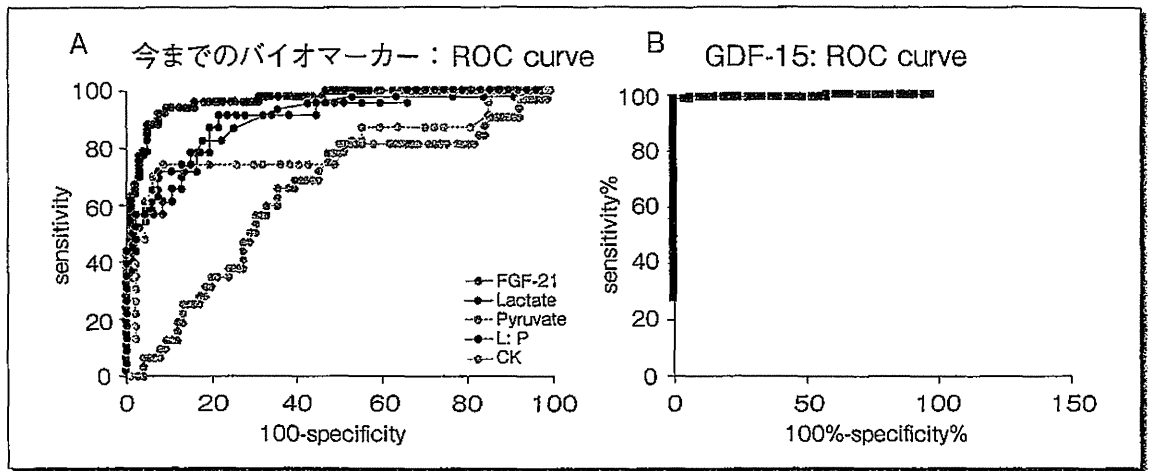 A 今までのバイオマーカー：ROC curve
100
80
60
40
20
0
sensitivity
0 20 40 60 80 100
100-specificity
FGF-21
Lactate
Pyruvate
L: P
CK
B GDF-15: ROC curve
100
80
60
40
20
0
sensitivity%
0 50 100 150
100%-specificity%